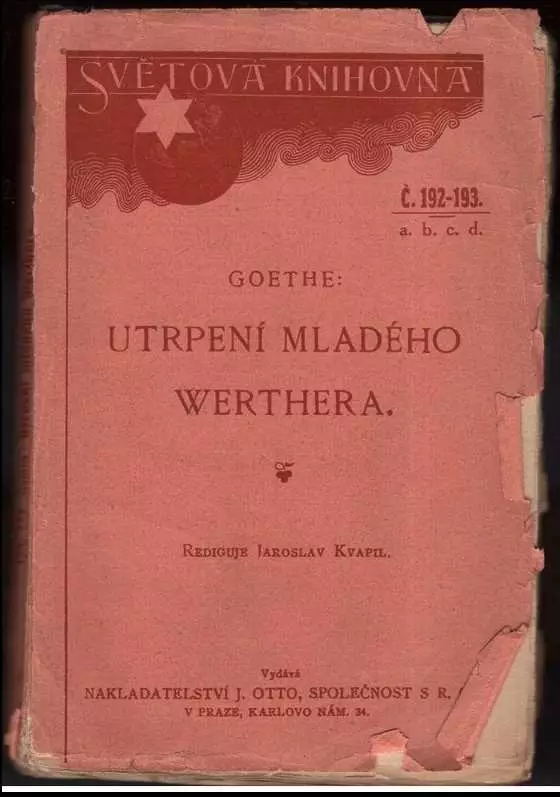 SVĚTOVÁ KNIHOVNA
Č. 192-193.
a. b. c. d.
GOETHE:
UTRPENÍ MLADÉHO
WERTHERA.
REDIGUJE JAROSLAV KVAPIL.
Vydává
NAKLADATELSTVÍ J. OTTO, SPOLEČNOST S R.
V PRAZE, KARLOVO NÁM. 34.